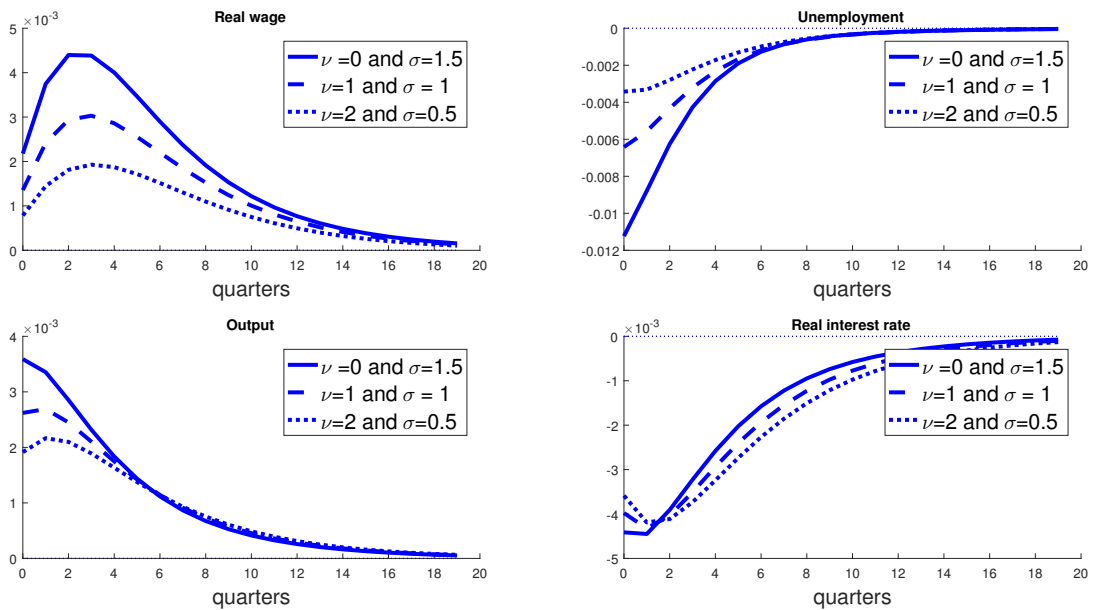 Real wage
×10⁻³
5
4
3
2
1
0
ν =0 and σ=1.5
ν=1 and σ = 1
ν=2 and σ=0.5
0 2 4 6 8 10 12 14 16 18 20
quarters
Unemployment
0
-0.002
-0.004
-0.006
-0.008
-0.01
-0.012
ν =0 and σ=1.5
ν=1 and σ = 1
ν=2 and σ=0.5
0 2 4 6 8 10 12 14 16 18 20
quarters
Output
×10⁻³
4
3
2
1
0
ν =0 and σ=1.5
ν=1 and σ = 1
ν=2 and σ=0.5
0 2 4 6 8 10 12 14 16 18 20
quarters
Real interest rate
×10⁻³
0
-1
-2
-3
-4
-5
ν =0 and σ=1.5
ν=1 and σ = 1
ν=2 and σ=0.5
0 2 4 6 8 10 12 14 16 18 20
quarters